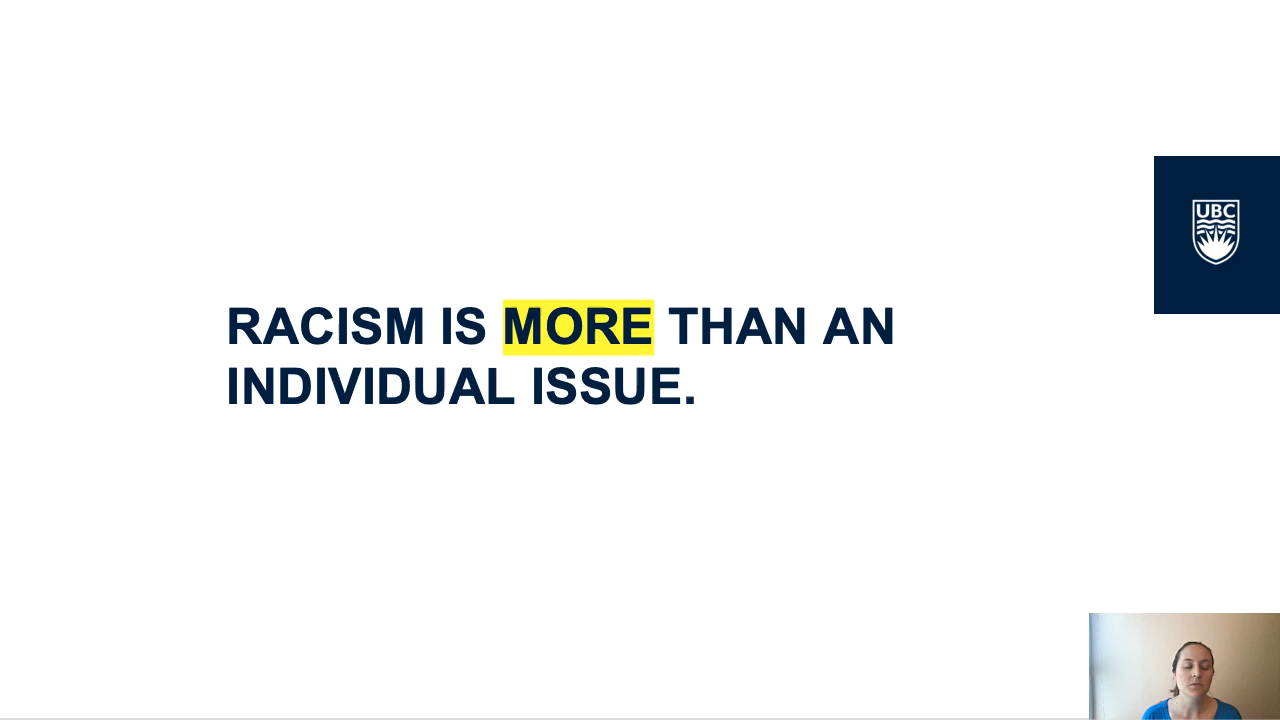 UBC
RACISM IS MORE THAN AN
INDIVIDUAL ISSUE.